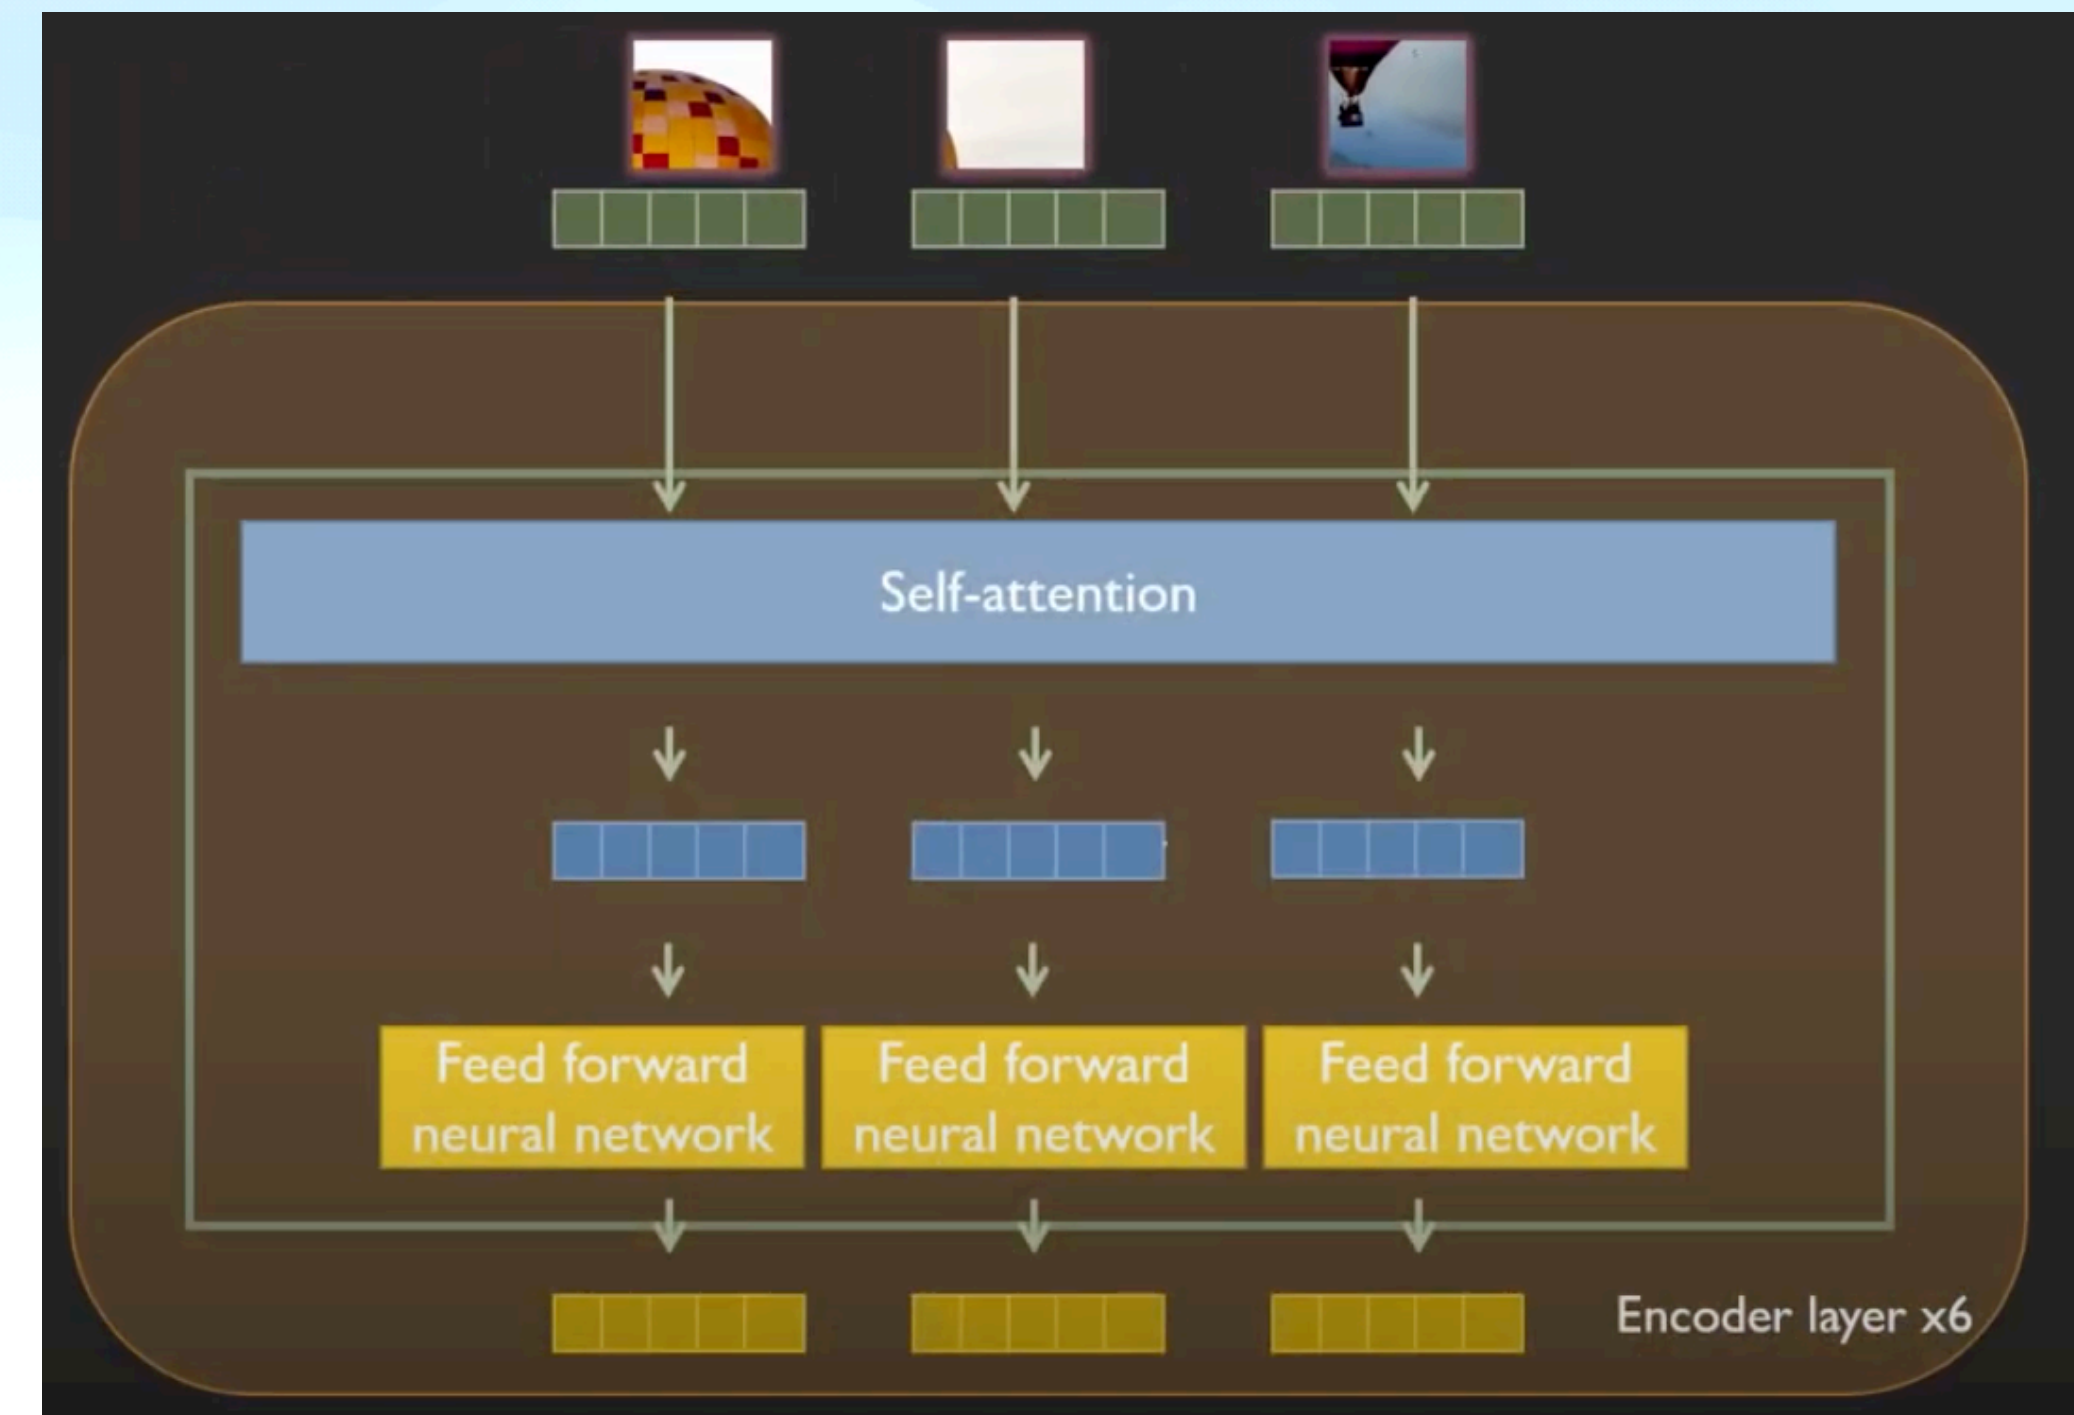 Self-attention
Feed forward
neural network
Feed forward
neural network
Feed forward
neural network
Encoder layer x6